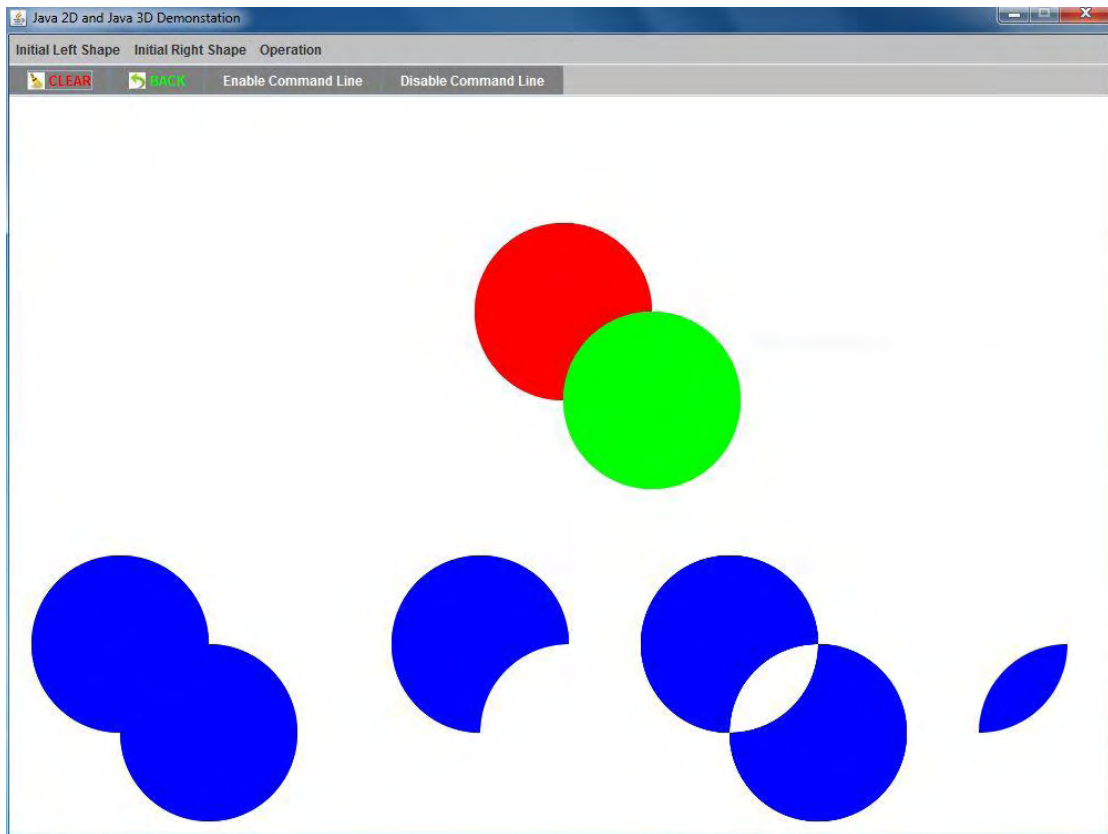 Java 2D and Java 3D Demonstation
Initial Left Shape Initial Right Shape Operation
CLEAR BACK Enable Command Line Disable Command Line